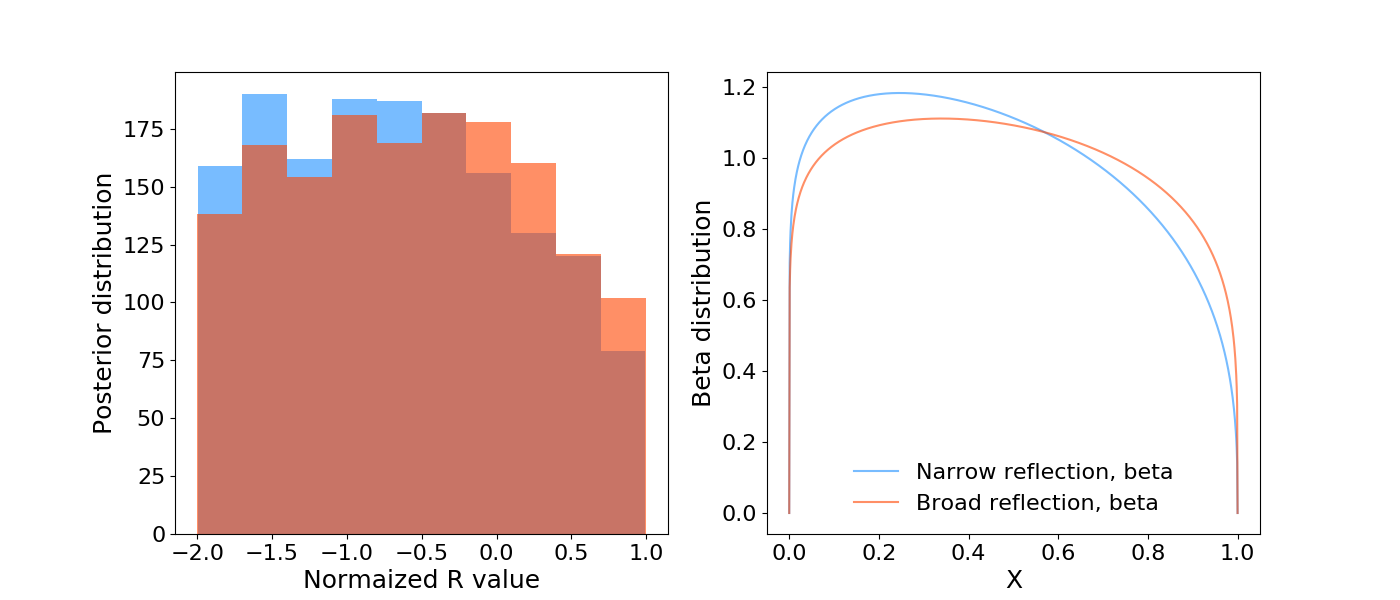 Posterior distribution
175
150
125
100
75
50
25
0
−2.0 −1.5 −1.0 −0.5 0.0 0.5 1.0
Normaized R value
Beta distribution
1.2
1.0
0.8
0.6
0.4
0.2
0.0
Narrow reflection, beta
Broad reflection, beta
0.0 0.2 0.4 0.6 0.8 1.0
X